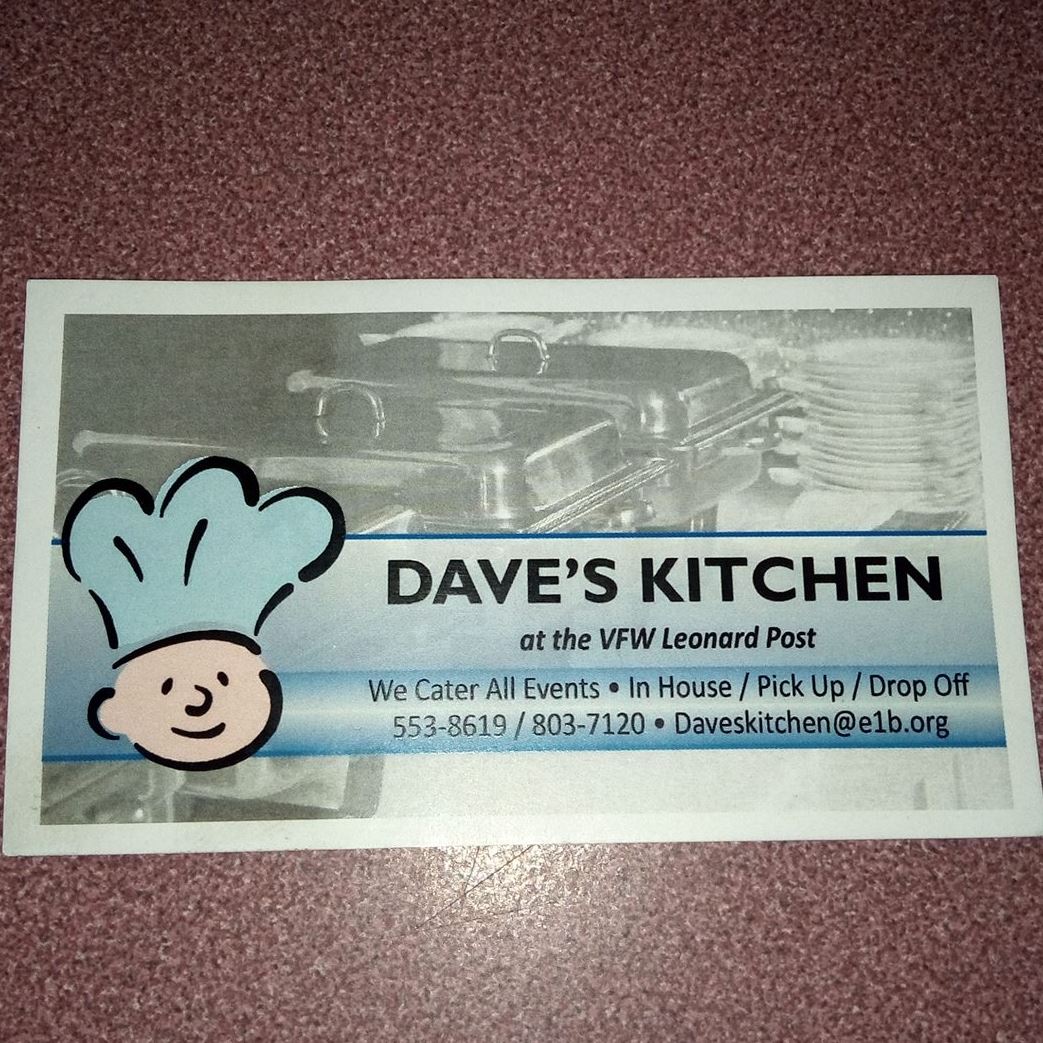 DAVE'S KITCHEN
at the VFW Leonard Post
We Cater All Events • In House / Pick Up / Drop Off
553-8619 / 803-7120 • Daveskitchen@e1b.org